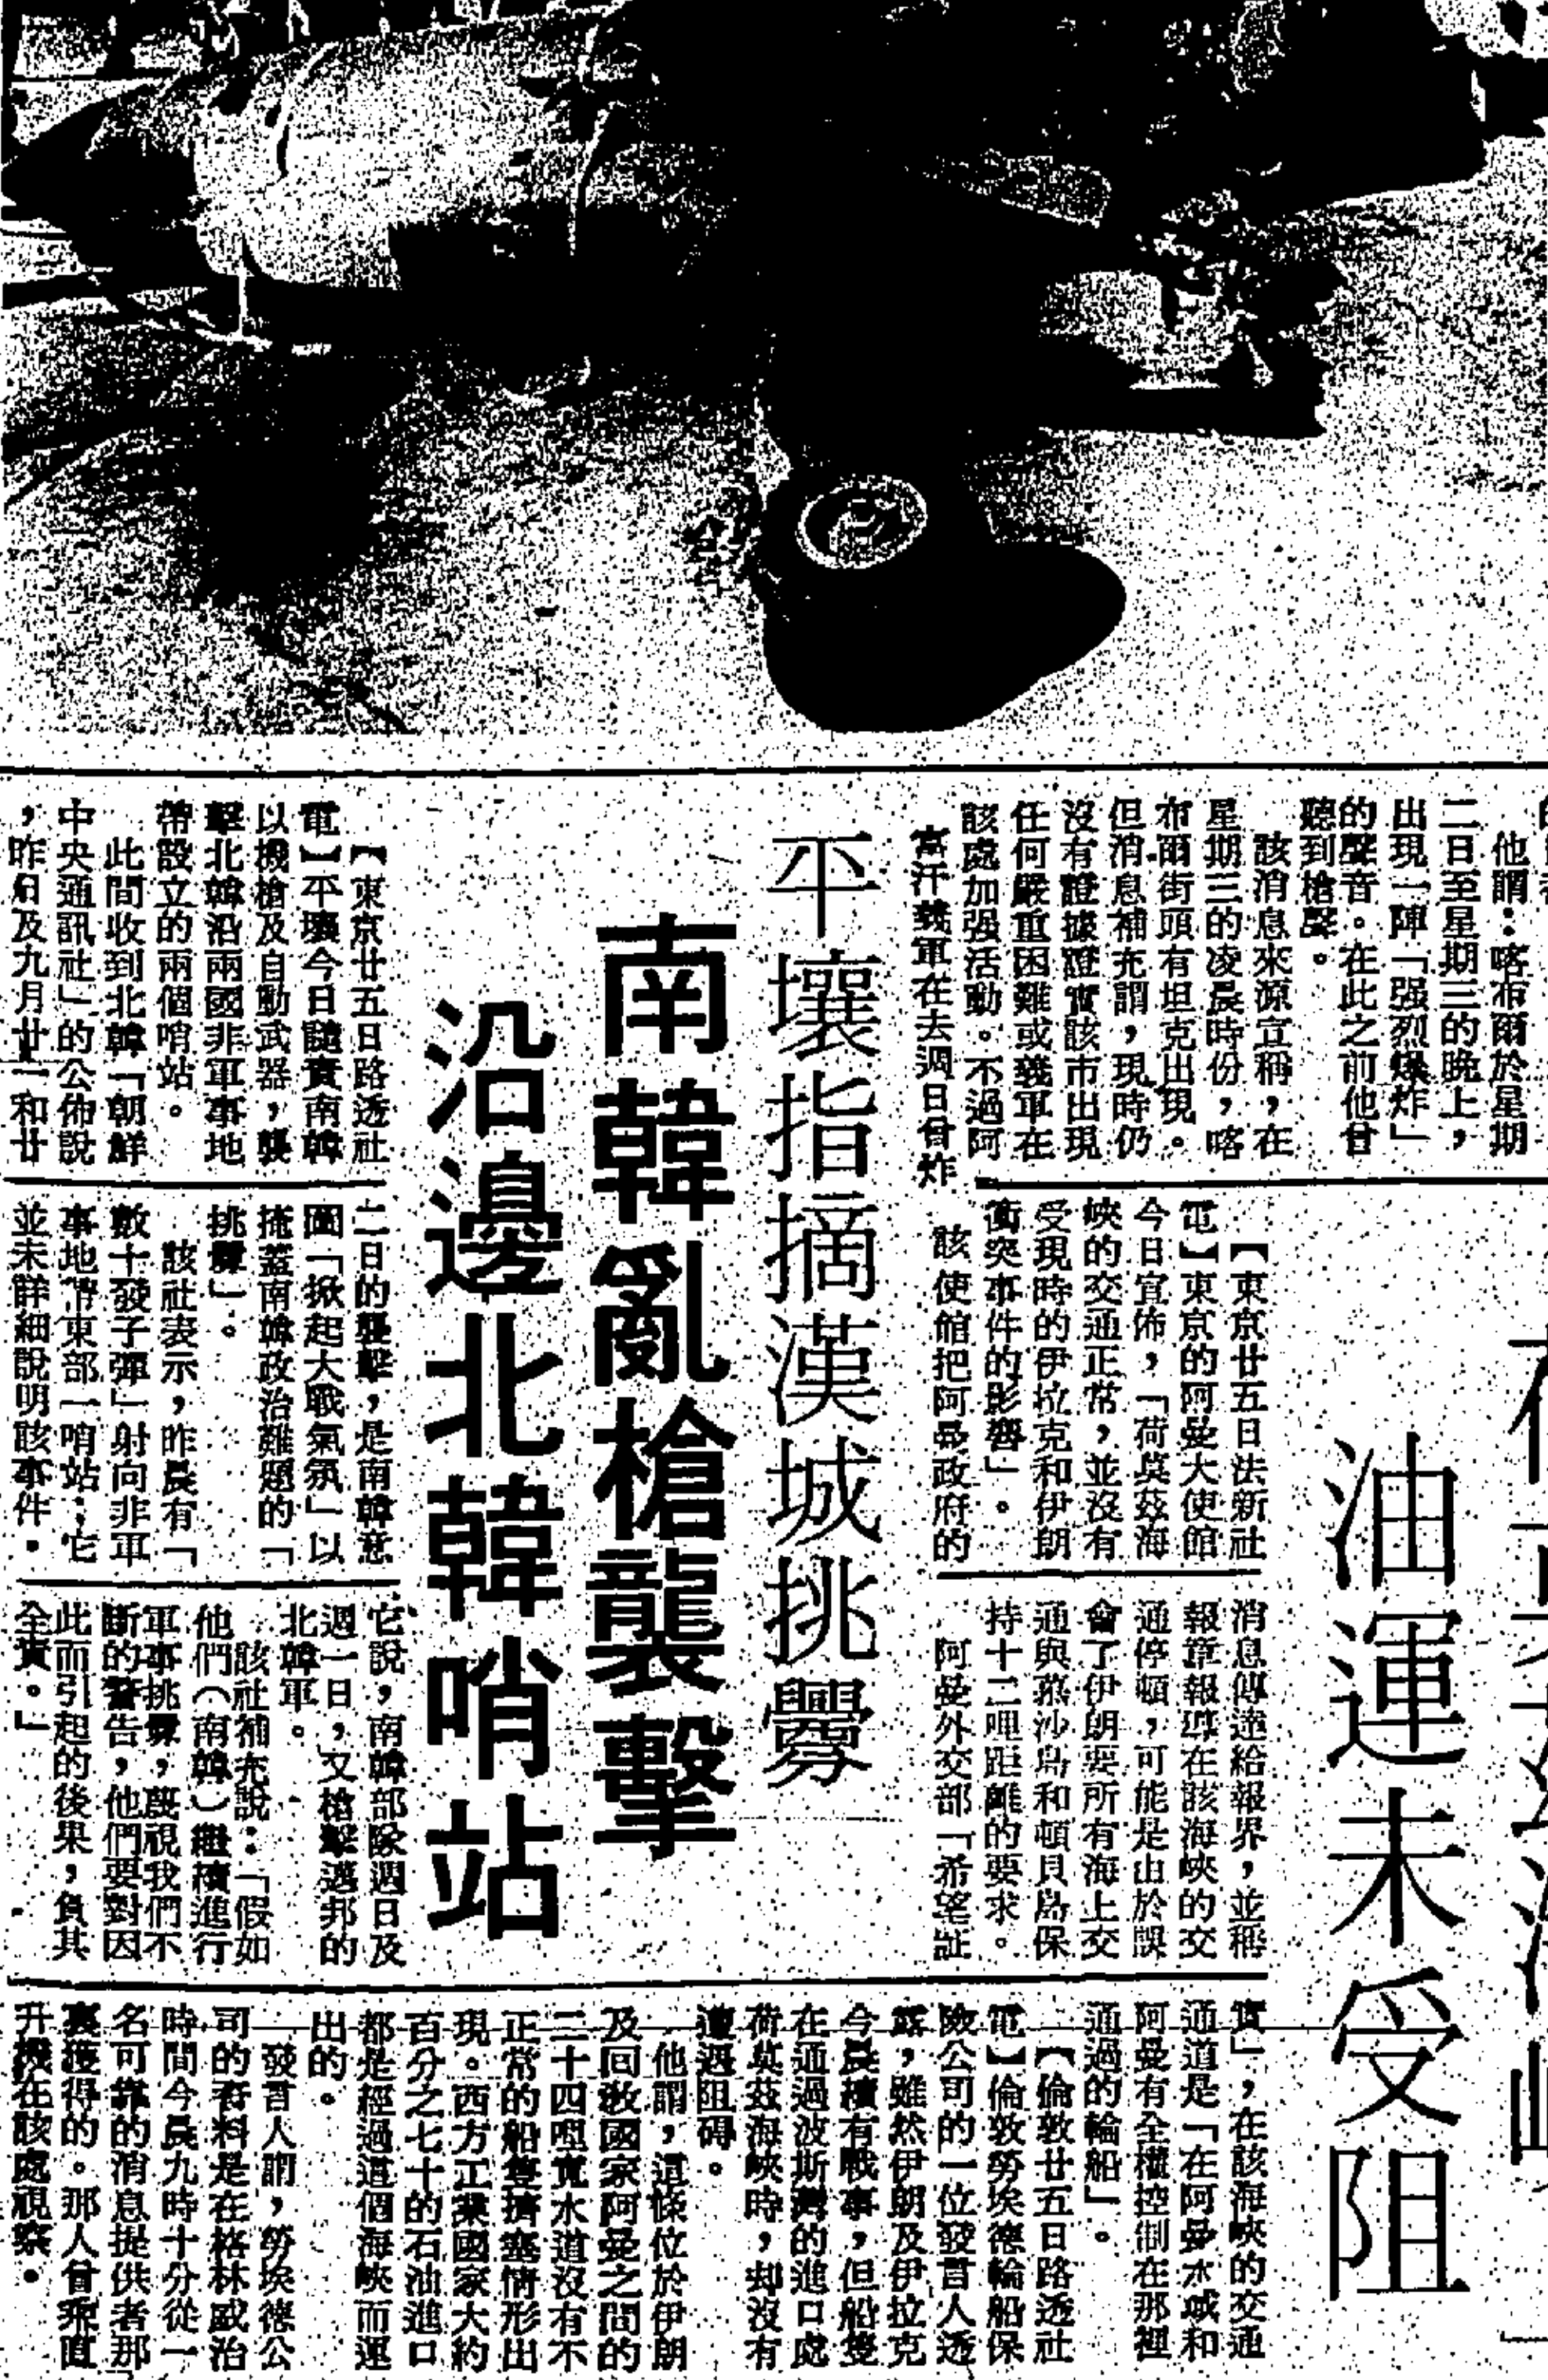 他謂：喀布爾於星期
二日至星期三的晚上，
出現一陣「强烈爆炸」
的聲音。在此之前他曾
聽到槍聲。
該消息來源宣稱，在
星期三的凌晨時份，喀
布爾街頭有坦克出現。
但消息補充謂，現時仍
沒有證據證實該市出現
任何嚴重困難或義軍在
該處加强活動。不過阿
富汗義軍在去週日曾炸
油運未受阻
【東京廿五日法新社
電】東京的阿曼大使館
今日宣佈，「荷莫茲海
峽的交通正常，並沒有
受現時的伊拉克和伊朗
衝突事件的影響」。
該使館把阿曼政府的
消息傳達給報界，並稱
報章報導在該海峽的交
通停頓，可能是由於誤
會了伊朗要所有海上交
通與慕沙島和頓貝島保
持十二哩距離的要求。
阿曼外交部「希望証
實」，在該海峽的交通
通道是「在阿曼水域和
阿曼有全權控制在那裡
通過的輪船」。
【倫敦廿五日路透社
電】倫敦勞埃德輪船保
險公司的一位發言人透
露，雖然伊朗及伊拉克
今晨續有戰事，但船隻
在通過波斯灣的進口處
荷莫茲海峽時，却沒有
遭遇阻碍。
他謂，這條位於伊朗
及回敎國家阿曼之間的
二十四哩寬水道沒有不
正常的船隻擠塞情形出
現。西方工業國家大約
百分之七十的石油進口
都是經過這個海峽而運
出的。
發言人謂，勞埃德公
司的資料是在格林威治
時間今晨九時十分從一
名可靠的消息提供者那
裏獲得的。那人曾乘直
升機在該處視察。
平壤指摘漢城挑釁
南韓亂槍襲擊
沿邊北韓哨站
【東京廿五日路透社
電】平壤今日譴責南韓
以機槍及自動武器，襲
擊北韓沿兩國非軍事地
帶設立的兩個哨站。
此間收到北韓「朝鮮
中央通訊社」的公佈說
，昨日及九月廿一和廿
二日的襲擊，是南韓意
圖「掀起大戰氣氛」以
掩蓋南韓政治難題的「
挑釁」。
該社表示，昨晨有「
數十發子彈」射向非軍
事地帶東部一哨站；它
並未詳細說明該事件。
它說，南韓部隊週日及
週一日，又槍擊邁邦的
北韓軍。
該社補充說：「假如
他們（南韓）繼續進行
軍事挑釁，蔑視我們不
斷的警告，他們要對因
此而引起的後果，負其
全責。」